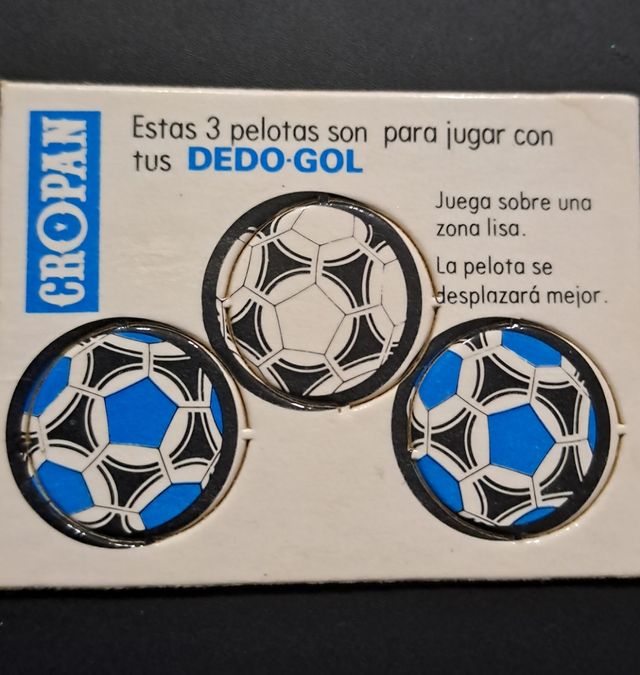 CROPAN
Estas 3 pelotas son para jugar con
tus DEDO·GOL
Juega sobre una
zona lisa.
La pelota se
desplazará mejor.